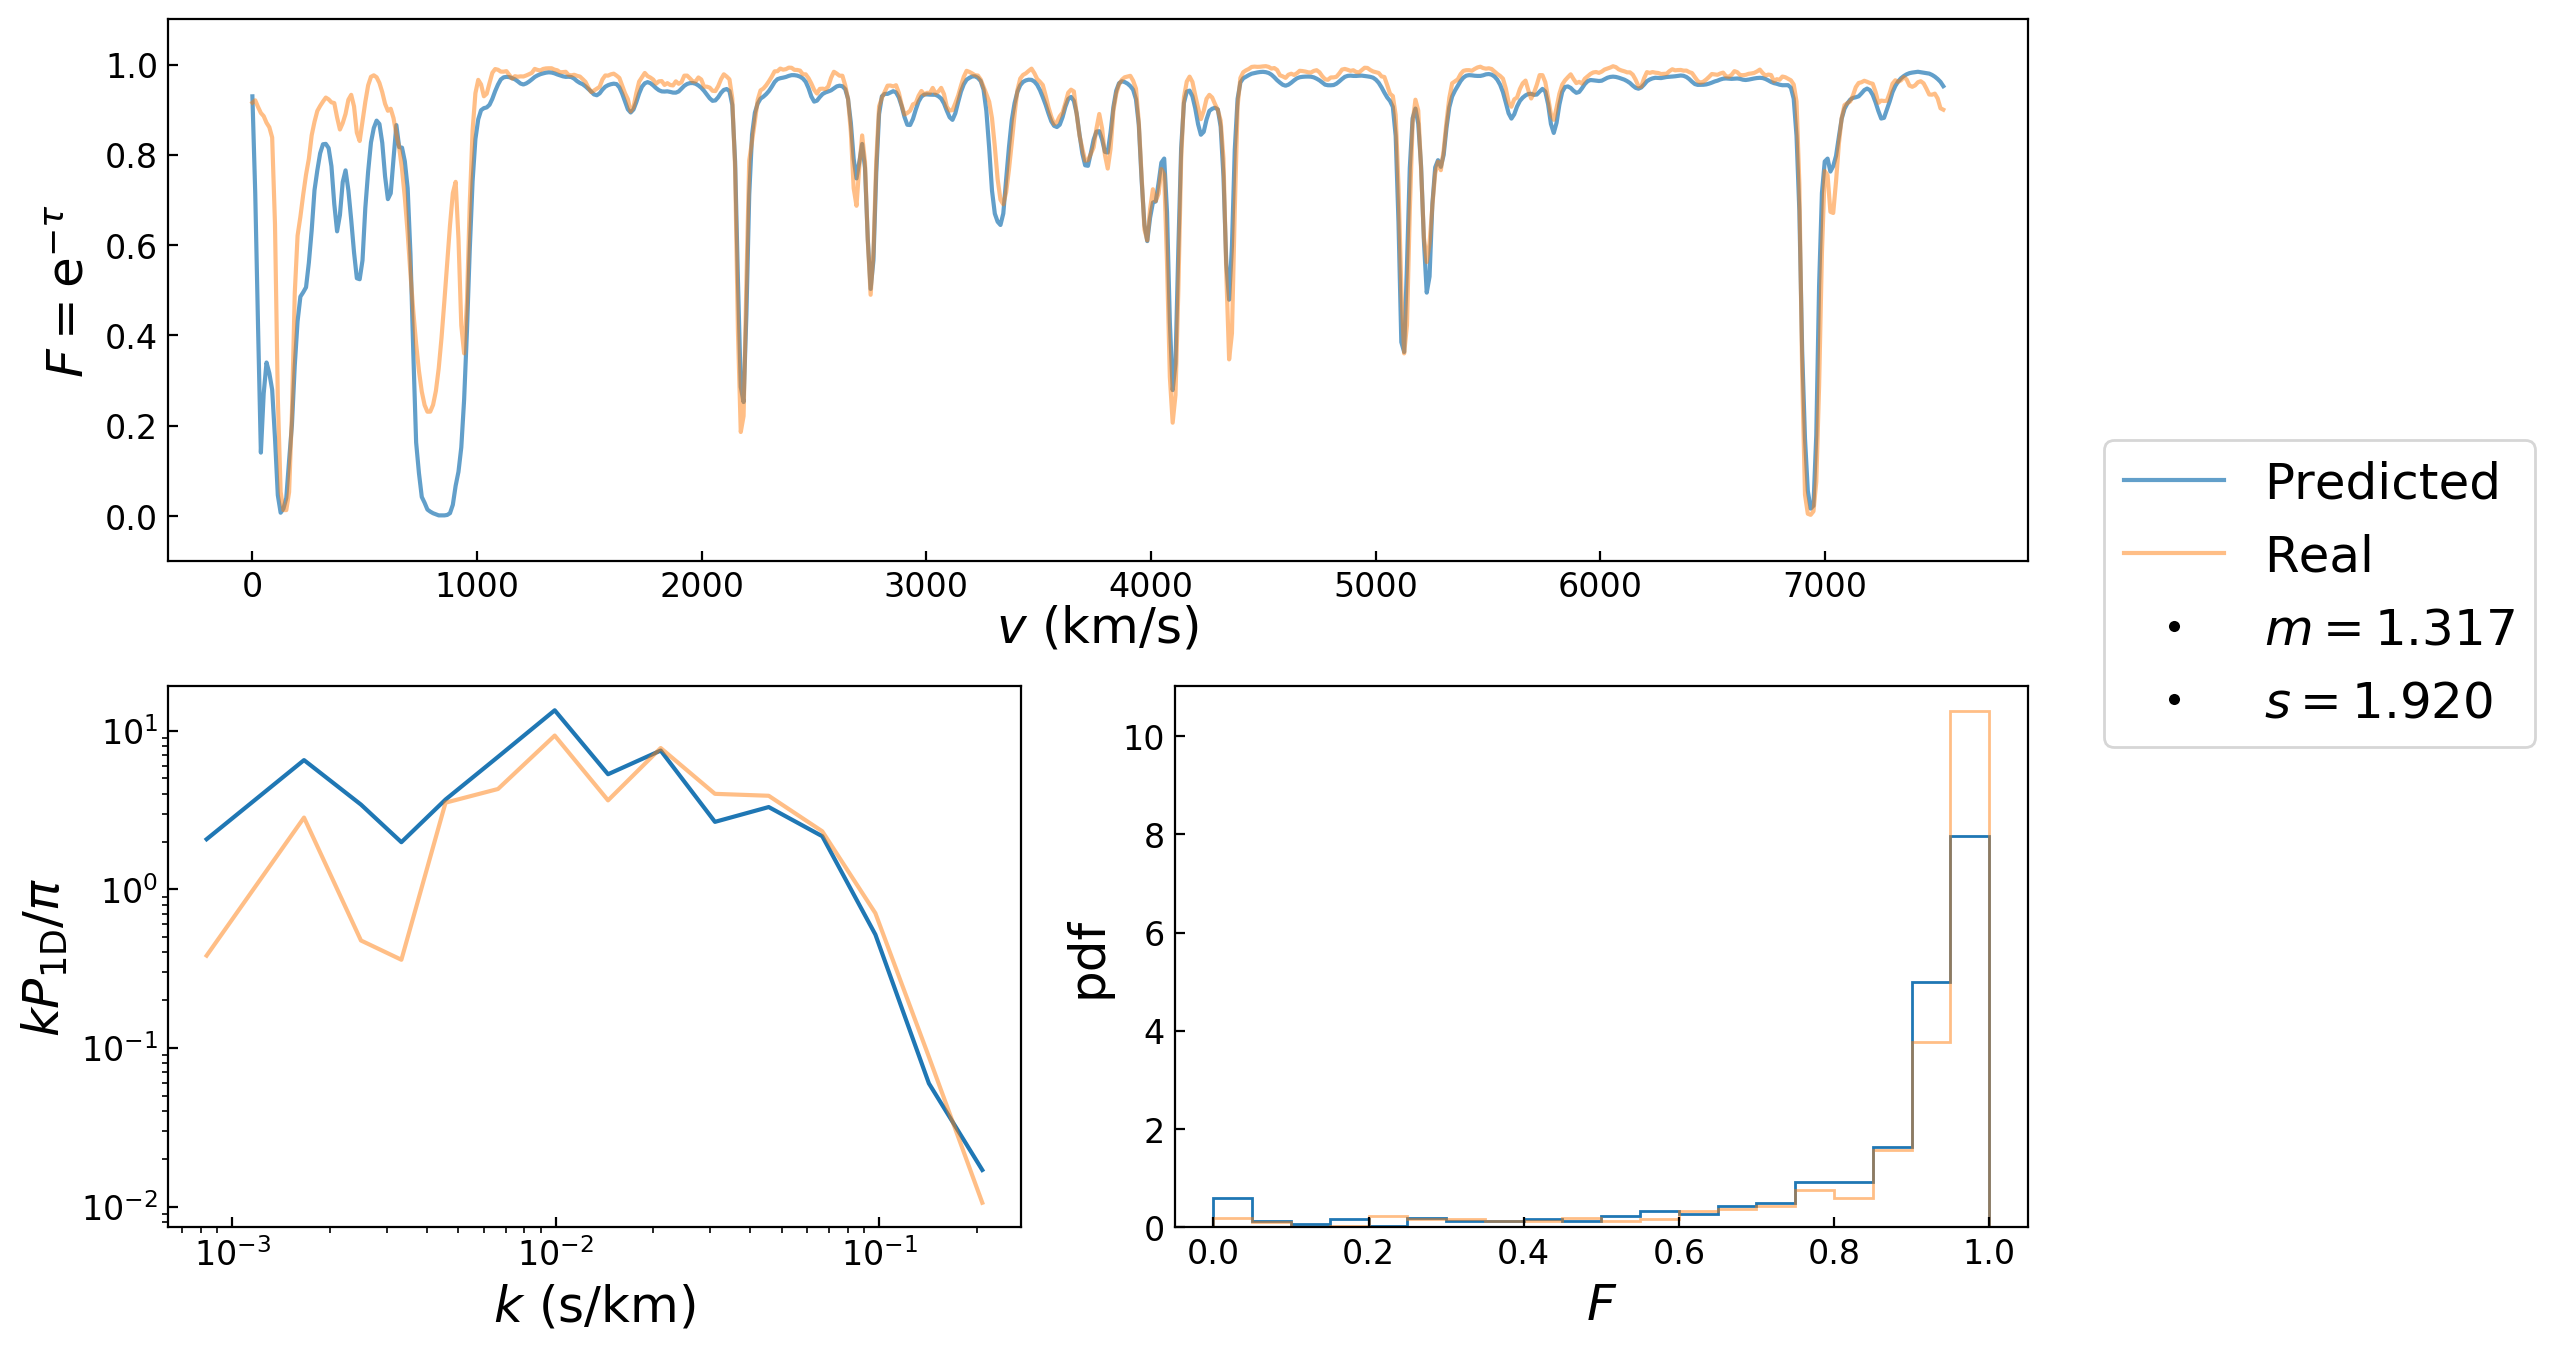 1.0
0.8
0.6
0.4
0.2
0.0
F = e^{−τ}
0 1000 2000 3000 4000 5000 6000 7000
v (km/s)
Predicted
Real
m = 1.317
s = 1.920
10^1
10^0
10^{−1}
10^{−2}
kP_{1D}/π
10^{−3} 10^{−2} 10^{−1}
k (s/km)
10
8
6
4
2
0
pdf
0.0 0.2 0.4 0.6 0.8 1.0
F